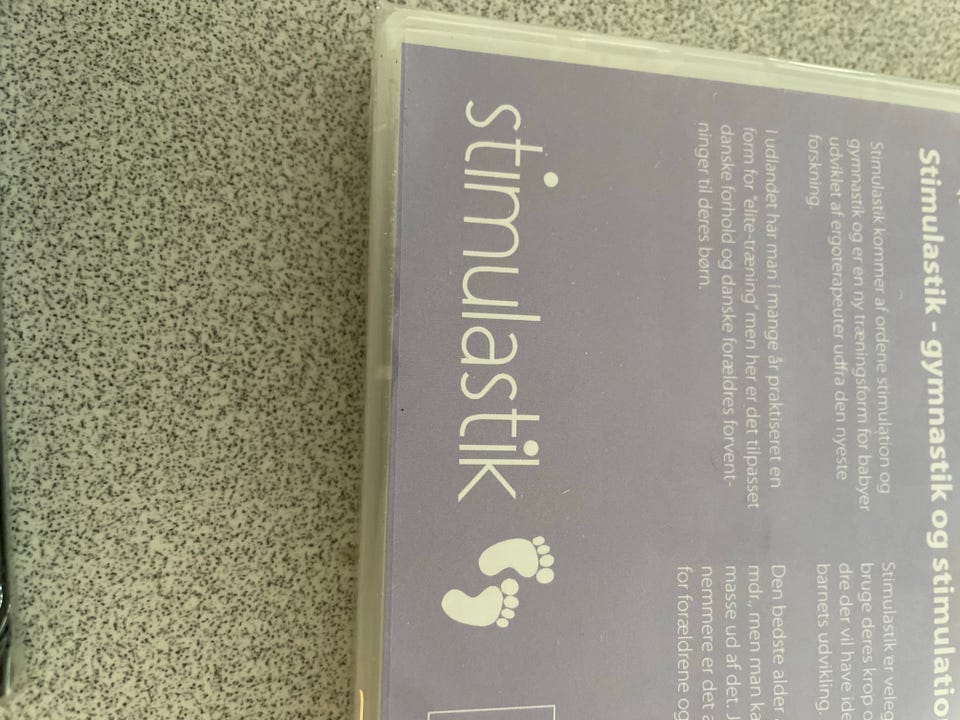 Stimulastik - gymnastik og stimulation
Stimulastik kommer af ordene stimulation og
gymnastik og er en ny træningsform for babyer
udviklet af ergoterapeuter udfra den nyeste
forskning.
I udlandet har man i mange år praktiseret en
form for 'elite-træning' men her er det tilpasset
danske forhold og danske forældres forvent-
ninger til deres børn.
Stimulastik er veleg
bruge deres krop
dre der vil have ide
barnets udvikling.
Den bedste alder
mdr., men man ka
masse ud af det. J
nemmere er det a
for forældrene og
stimulastik